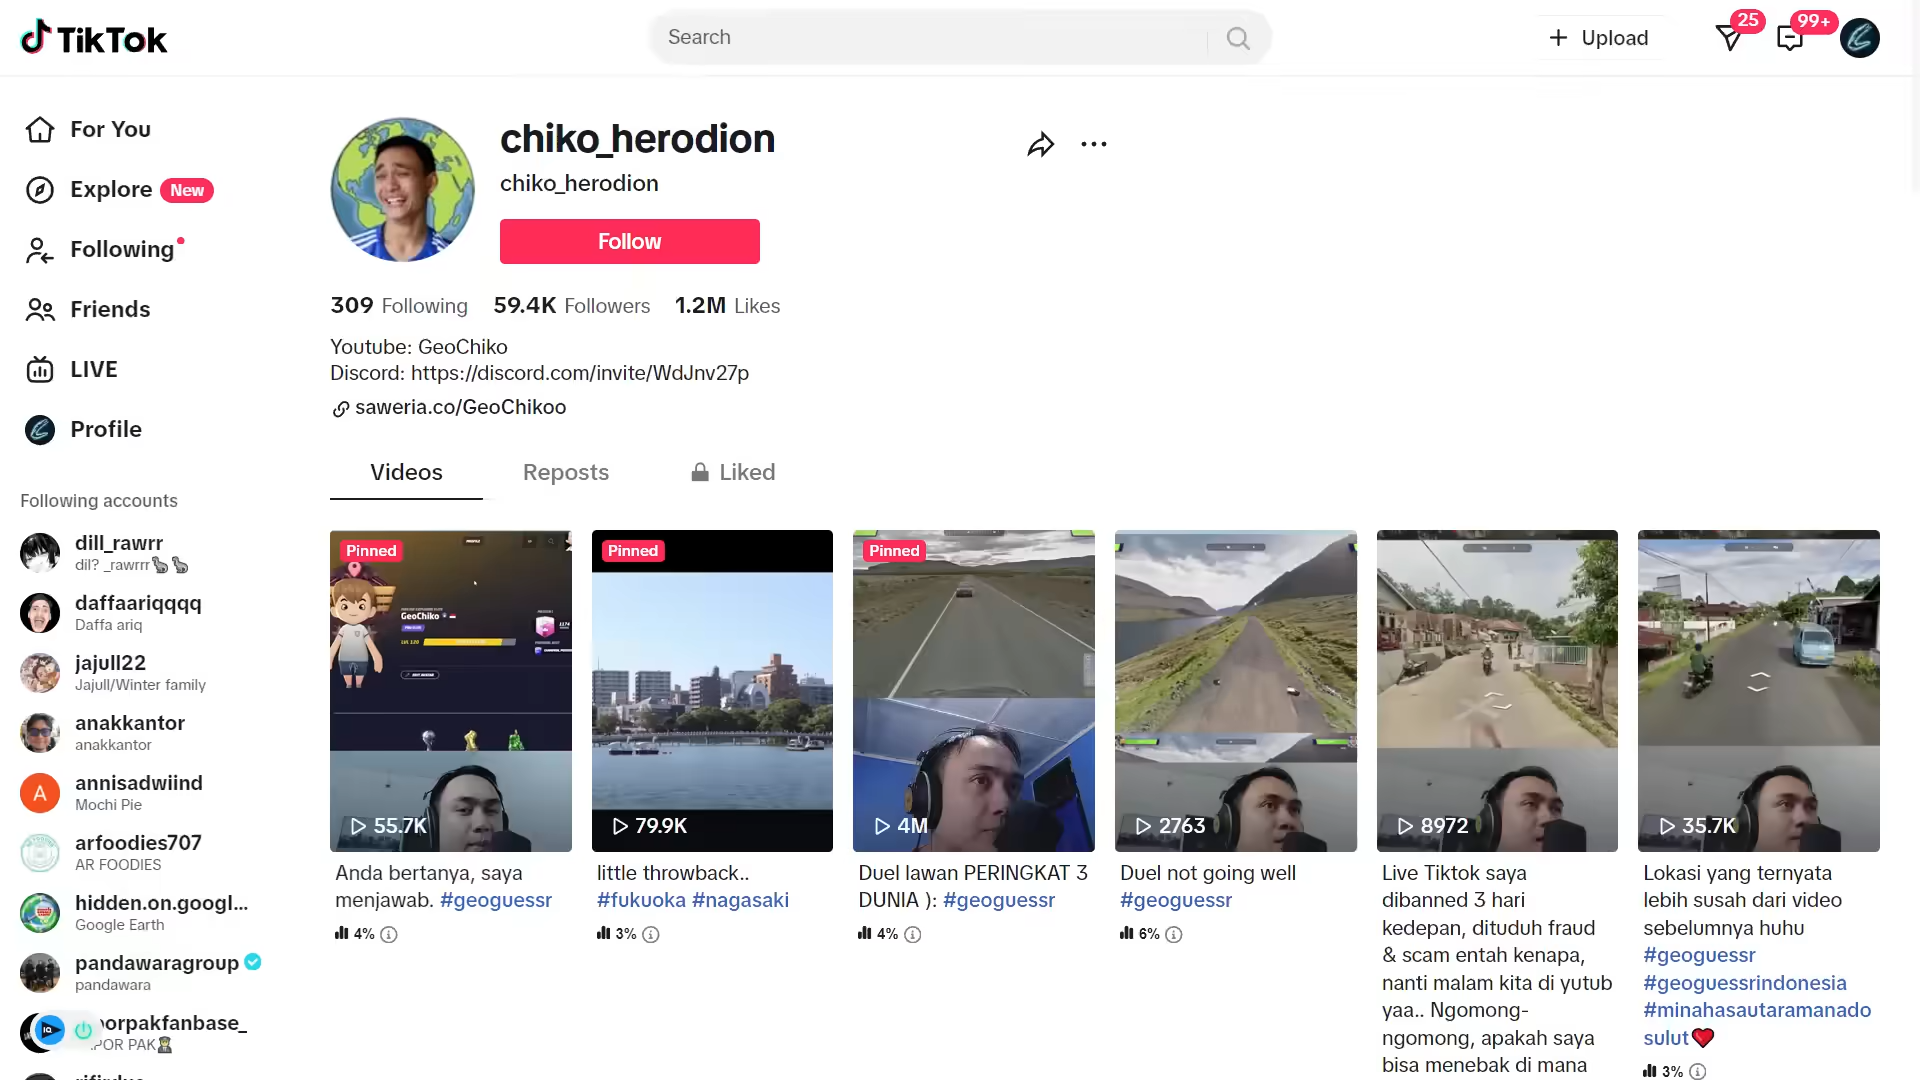 TikTok
Search
Upload
25
99+
For You
Explore New
Following
Friends
LIVE
Profile
Following accounts
dill_rawrr
dil? _rawrrr🦕🦕
daffaariqqqq
Daffa ariq
jajull22
Jajull/Winter family
anakkantor
anakkantor
A
annisadwiind
Mochi Pie
arfoodies707
AR FOODIES
hidden.on.googl...
Google Earth
pandawaragroup
pandawara
IQ
chiko_herodion
chiko_herodion
Follow
309 Following 59.4K Followers 1.2M Likes
Youtube: GeoChiko
Discord: https://discord.com/invite/WdJnv27p
saweria.co/GeoChikoo
Videos
Reposts
Liked
Pinned
GeoChiko
55.7K
Anda bertanya, saya
menjawab. #geoguessr
4%
Pinned
79.9K
little throwback..
#fukuoka #nagasaki
3%
Pinned
4M
Duel lawan PERINGKAT 3
DUNIA ): #geoguessr
4%
2763
Duel not going well
#geoguessr
6%
8972
Live Tiktok saya
dibanned 3 hari
kedepan, dituduh fraud
& scam entah kenapa,
nanti malam kita di yutub
yaa.. Ngomong-
ngomong, apakah saya
bisa menebak di mana
35.7K
Lokasi yang ternyata
lebih susah dari video
sebelumnya huhu
#geoguessr
#geoguessrindonesia
#minahasautaramanado
sulut❤️
3%